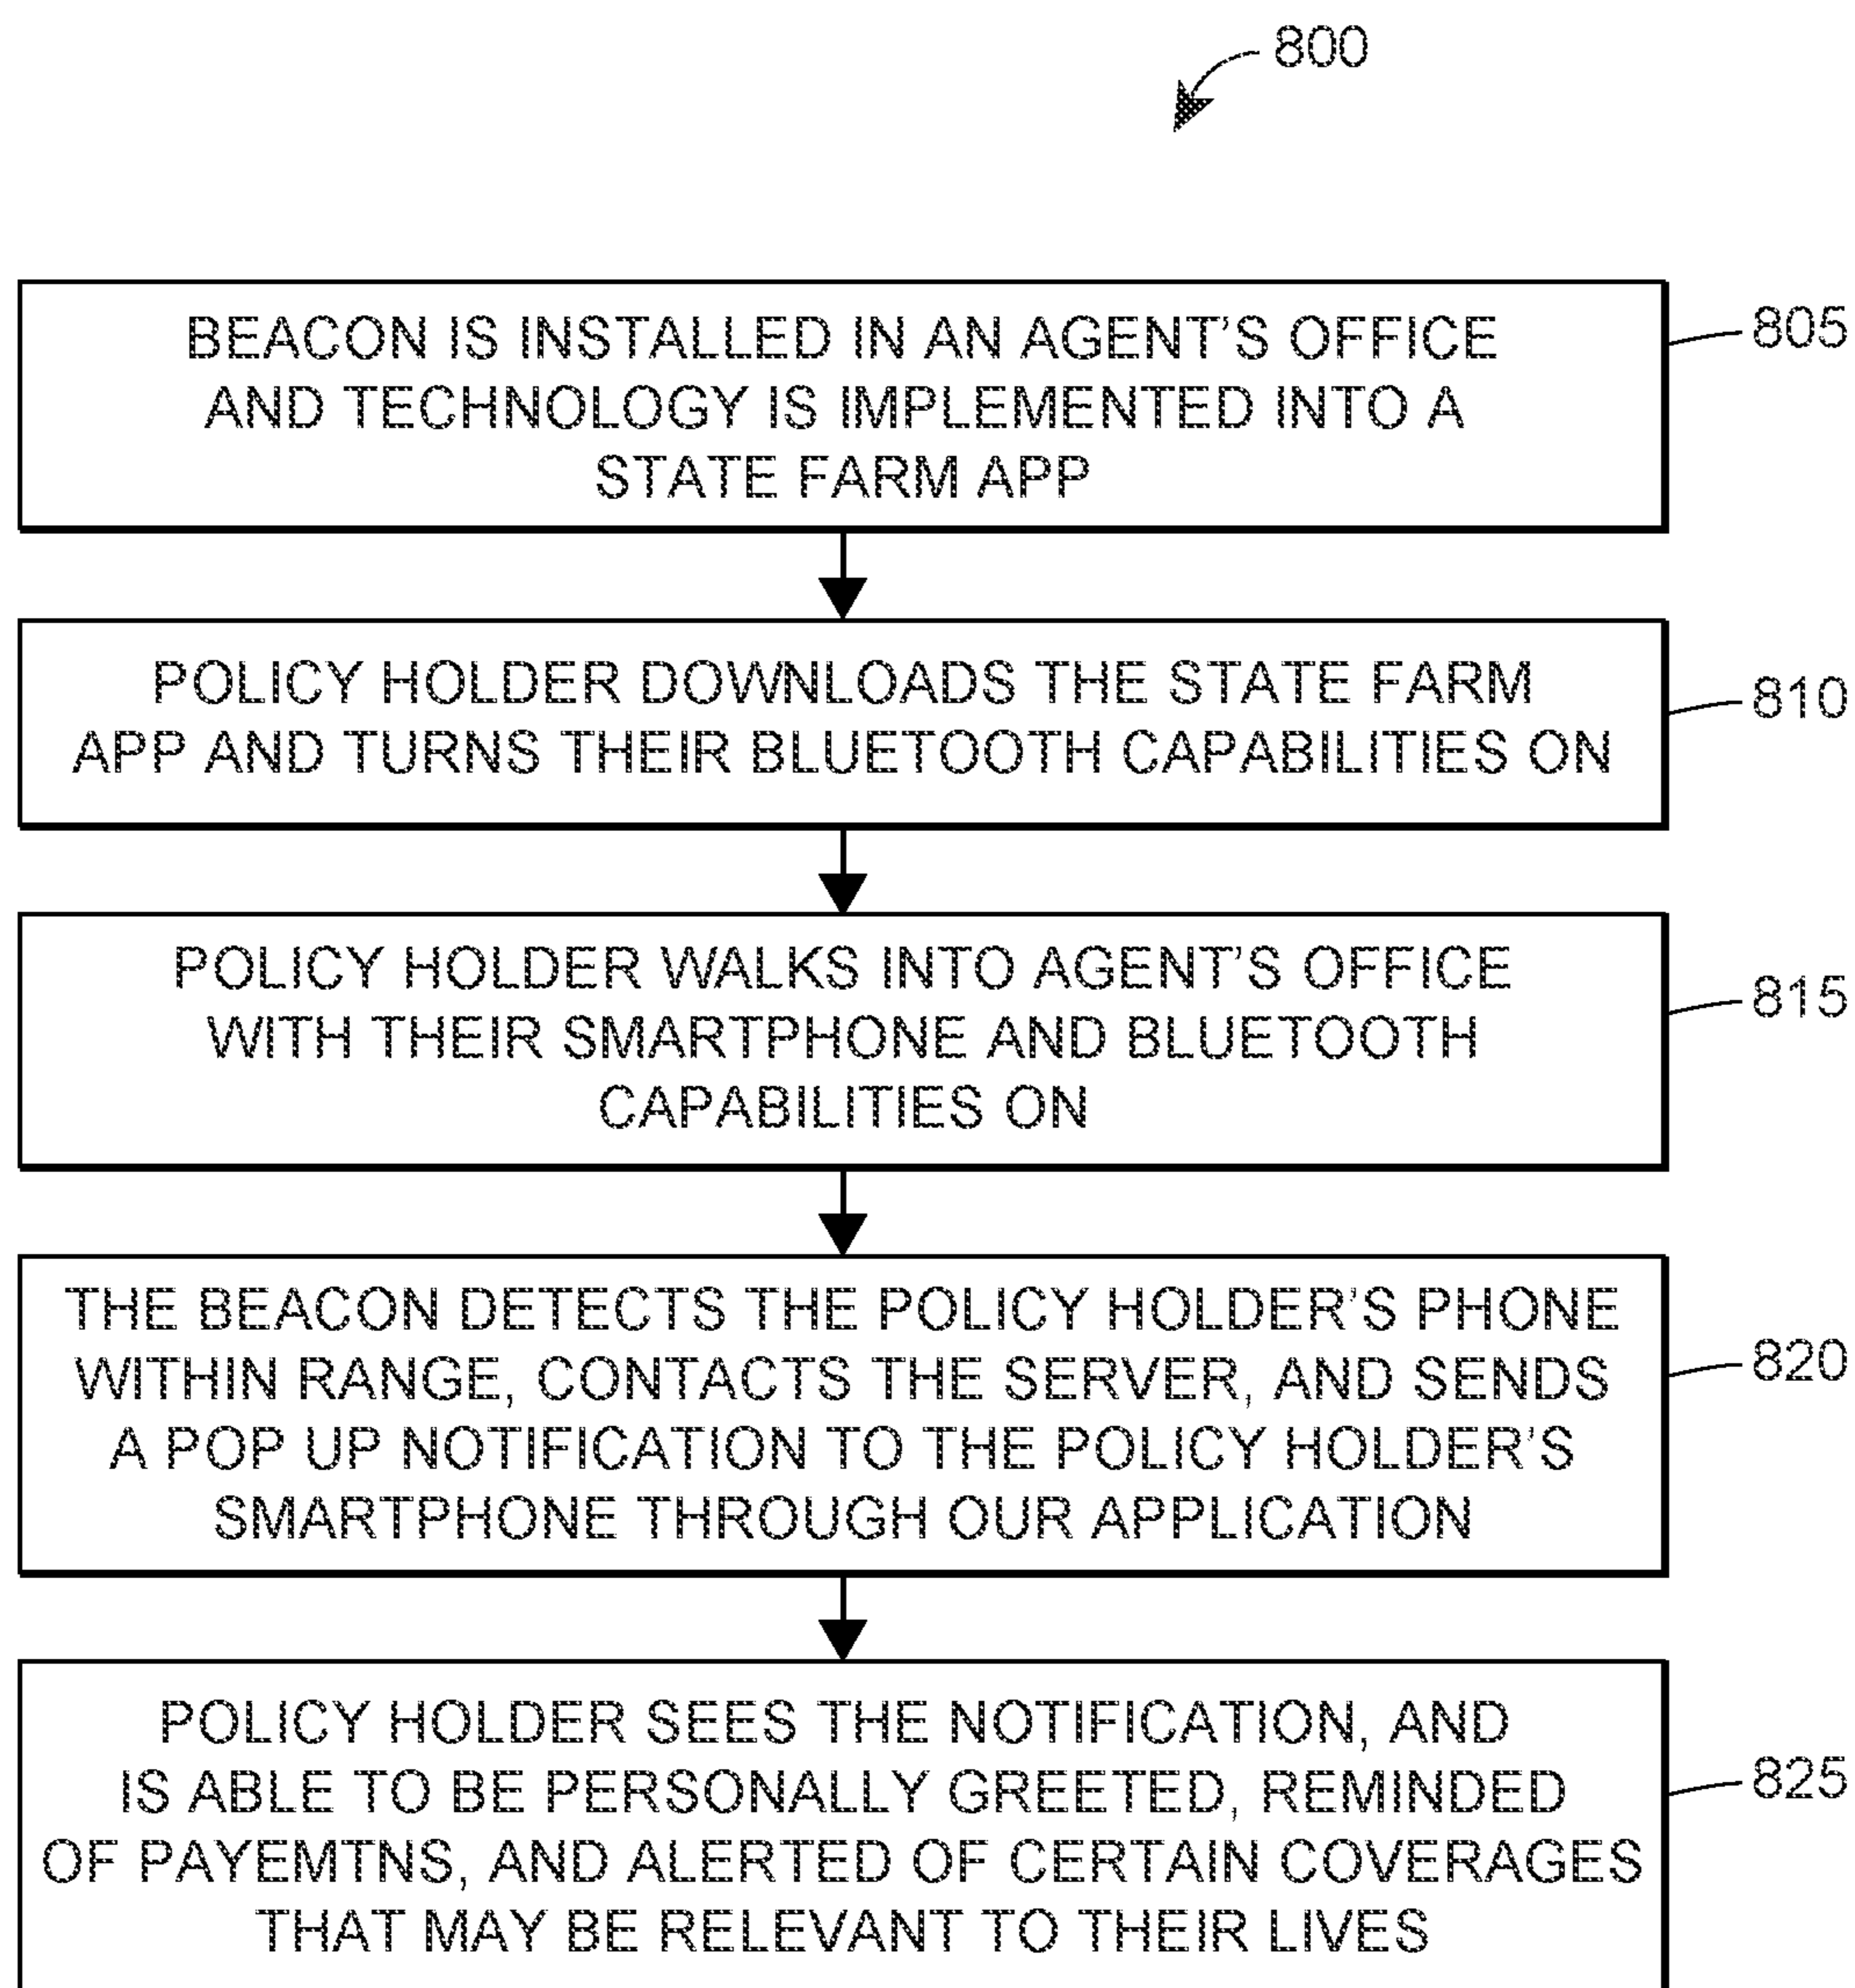 800
BEACON IS INSTALLED IN AN AGENT'S OFFICE
AND TECHNOLOGY IS IMPLEMENTED INTO A
STATE FARM APP
805
POLICY HOLDER DOWNLOADS THE STATE FARM
APP AND TURNS THEIR BLUETOOTH CAPABILITIES ON
810
POLICY HOLDER WALKS INTO AGENT'S OFFICE
WITH THEIR SMARTPHONE AND BLUETOOTH
CAPABILITIES ON
815
THE BEACON DETECTS THE POLICY HOLDER'S PHONE
WITHIN RANGE, CONTACTS THE SERVER, AND SENDS
A POP UP NOTIFICATION TO THE POLICY HOLDER'S
SMARTPHONE THROUGH OUR APPLICATION
820
POLICY HOLDER SEES THE NOTIFICATION, AND
IS ABLE TO BE PERSONALLY GREETED, REMINDED
OF PAYEMTNS, AND ALERTED OF CERTAIN COVERAGES
THAT MAY BE RELEVANT TO THEIR LIVES
825